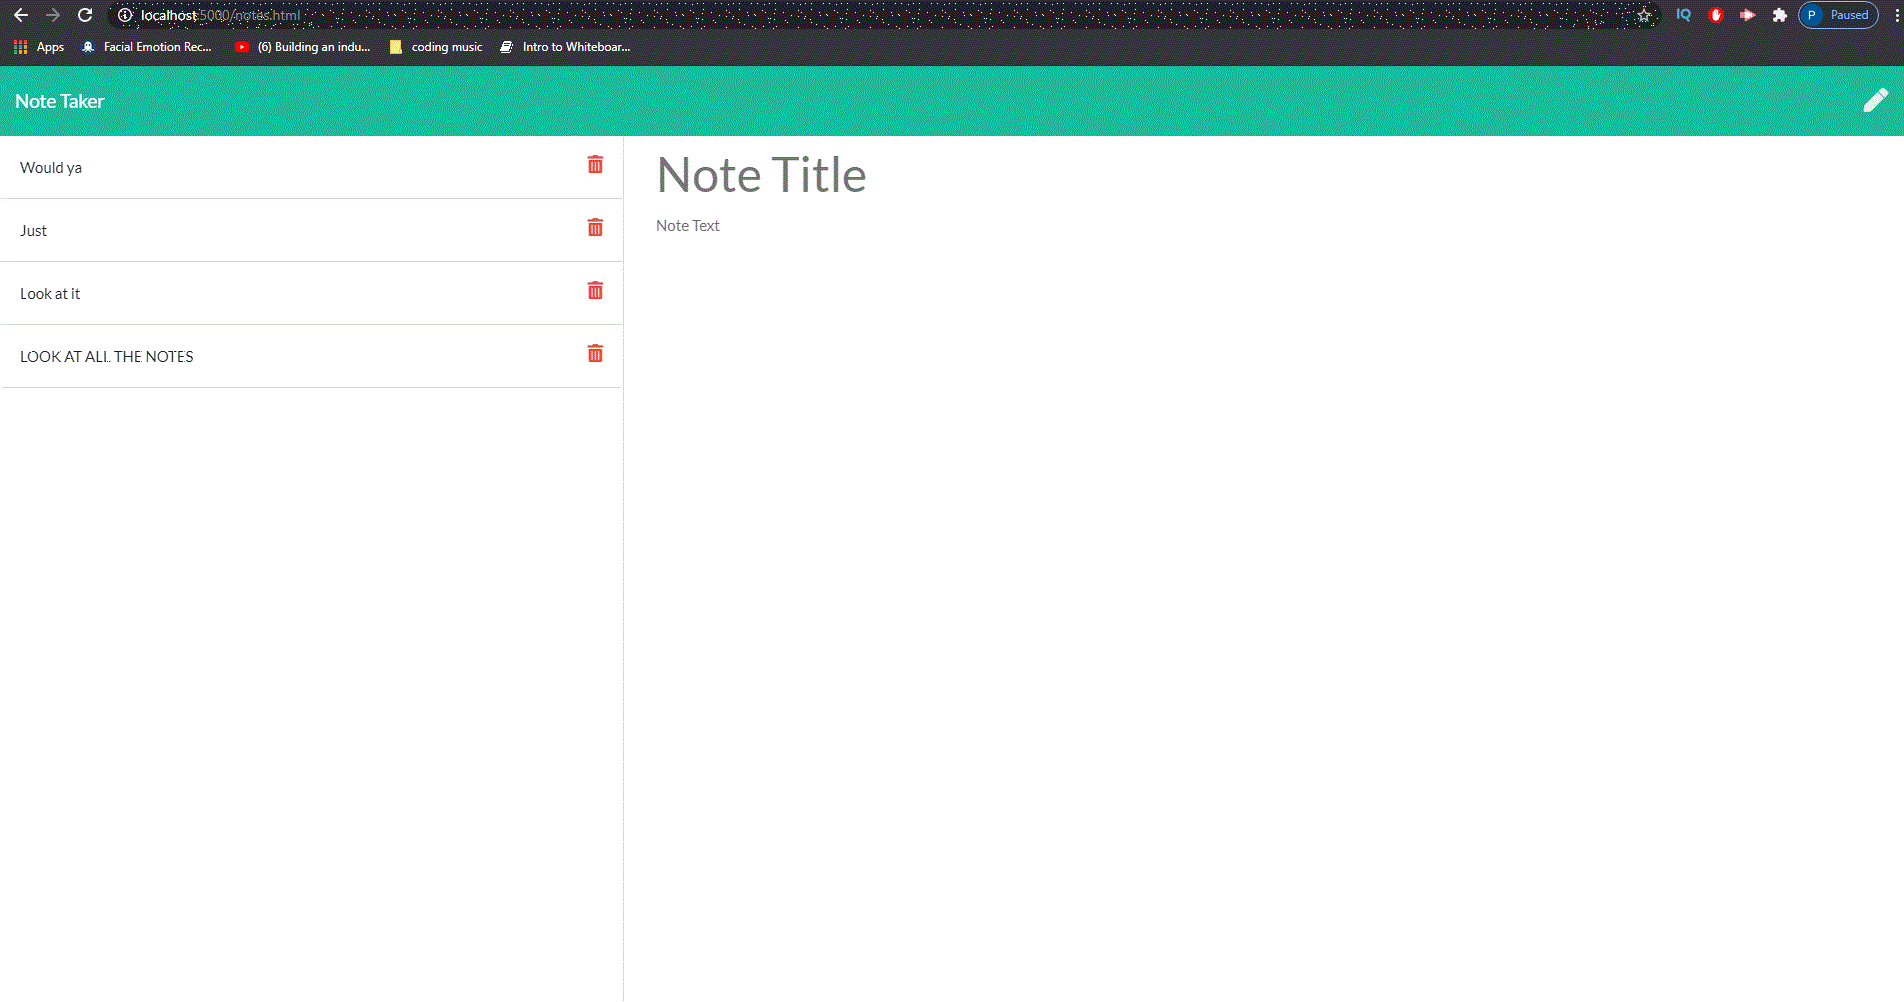 localhost:5000/notes.html
IQ
P Paused
Apps
Facial Emotion Rec...
(6) Building an indu...
coding music
Intro to Whiteboar...
Note Taker
Would ya
Just
Look at it
LOOK AT ALL THE NOTES
Note Title
Note Text